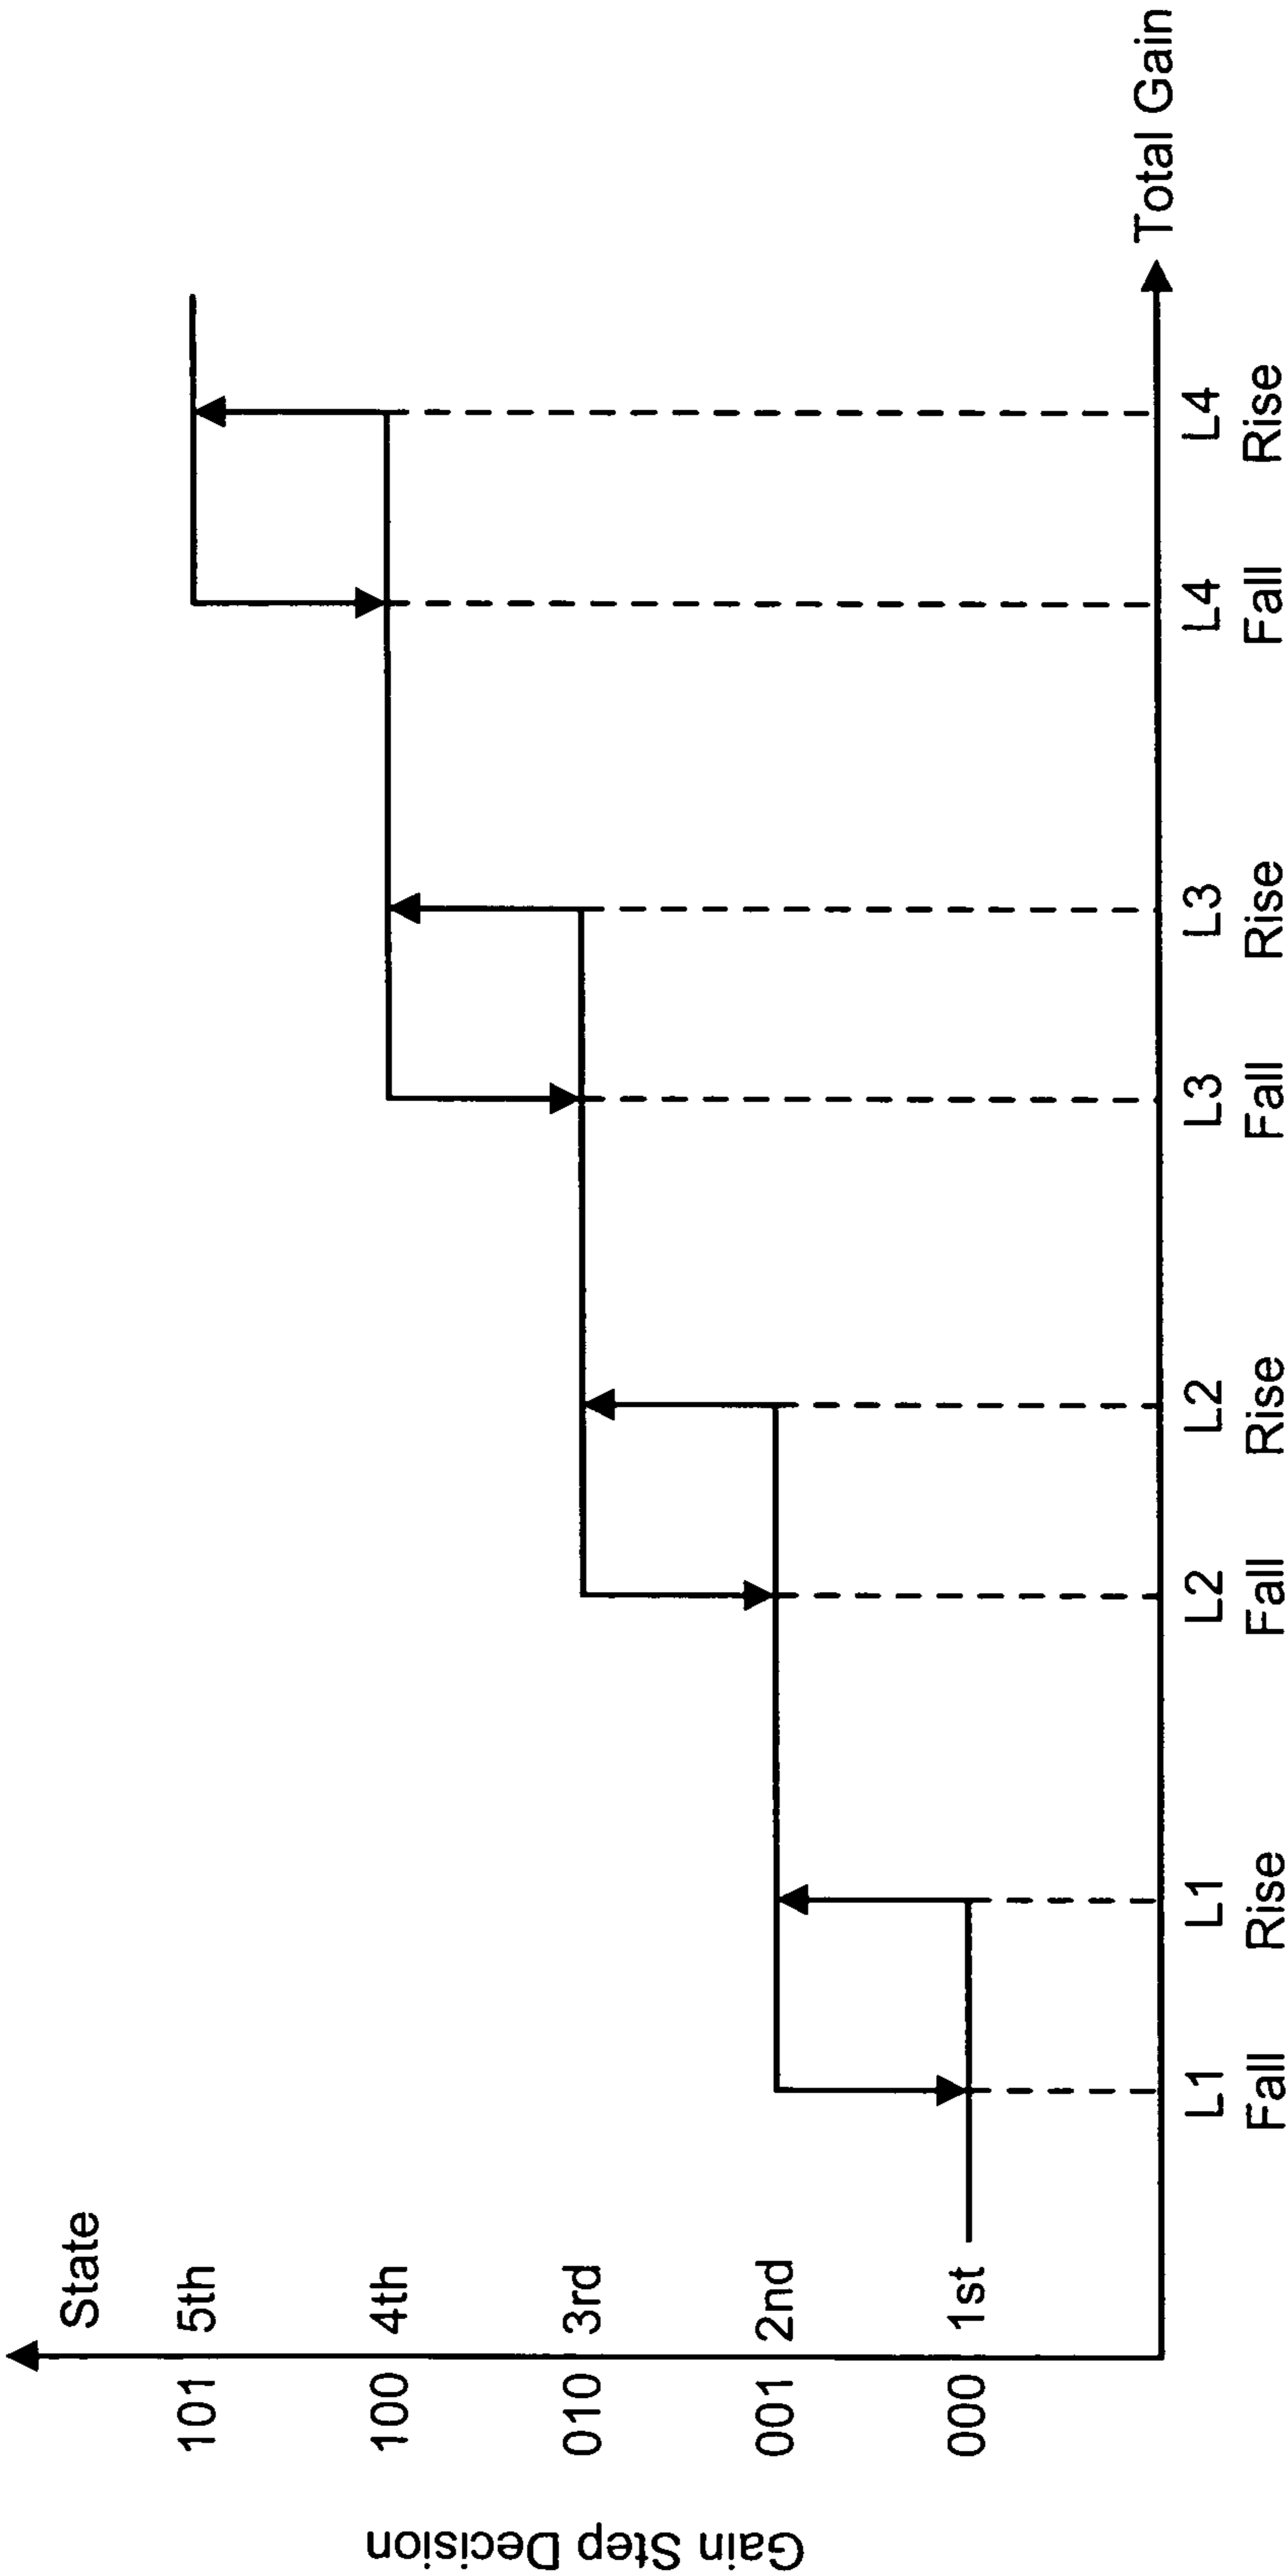 State
101 5th
100 4th
010 3rd
001 2nd
000 1st
Gain Step Decision
L1 L1 L2 L2 L3 L3 L4 L4
Fall Rise Fall Rise Fall Rise Fall Rise
Total Gain